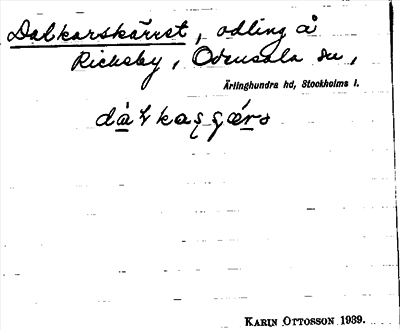 Dalkarskärret, odling å
Rickeby, Odensala sn,
Ärlinghundra hd, Stockholms l.
KARIN OTTOSSON 1939.